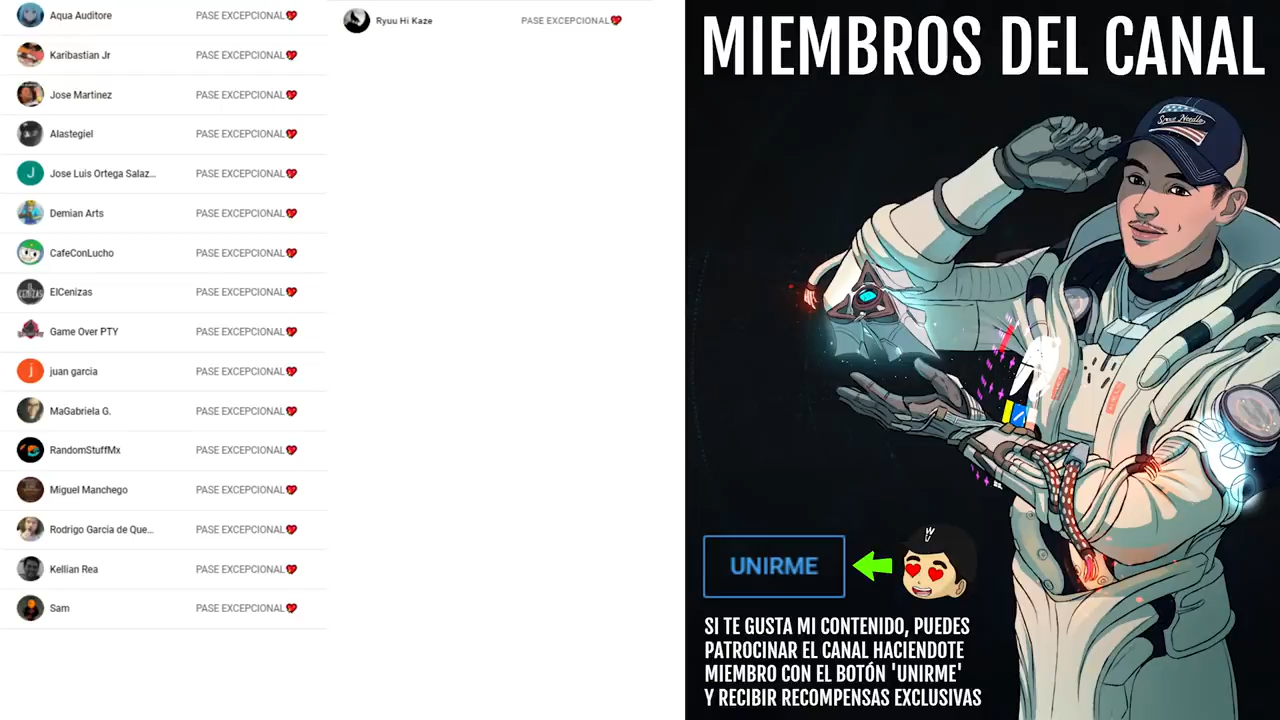 Aqua Auditore PASE EXCEPCIONAL
Karibastian Jr PASE EXCEPCIONAL
Jose Martinez PASE EXCEPCIONAL
Alastegiel PASE EXCEPCIONAL
J Jose Luis Ortega Salaz... PASE EXCEPCIONAL
Demian Arts PASE EXCEPCIONAL
CafeConLucho PASE EXCEPCIONAL
ElCenizas PASE EXCEPCIONAL
Game Over PTY PASE EXCEPCIONAL
j juan garcia PASE EXCEPCIONAL
MaGabriela G. PASE EXCEPCIONAL
RandomStuffMx PASE EXCEPCIONAL
Miguel Manchego PASE EXCEPCIONAL
Rodrigo Garcia de Que... PASE EXCEPCIONAL
Kellian Rea PASE EXCEPCIONAL
Sam PASE EXCEPCIONAL
Ryuu Hi Kaze PASE EXCEPCIONAL
MIEMBROS DEL CANAL
Space Needle
UNIRME
SI TE GUSTA MI CONTENIDO, PUEDES
PATROCINAR EL CANAL HACIENDOTE
MIEMBRO CON EL BOTÓN 'UNIRME'
Y RECIBIR RECOMPENSAS EXCLUSIVAS